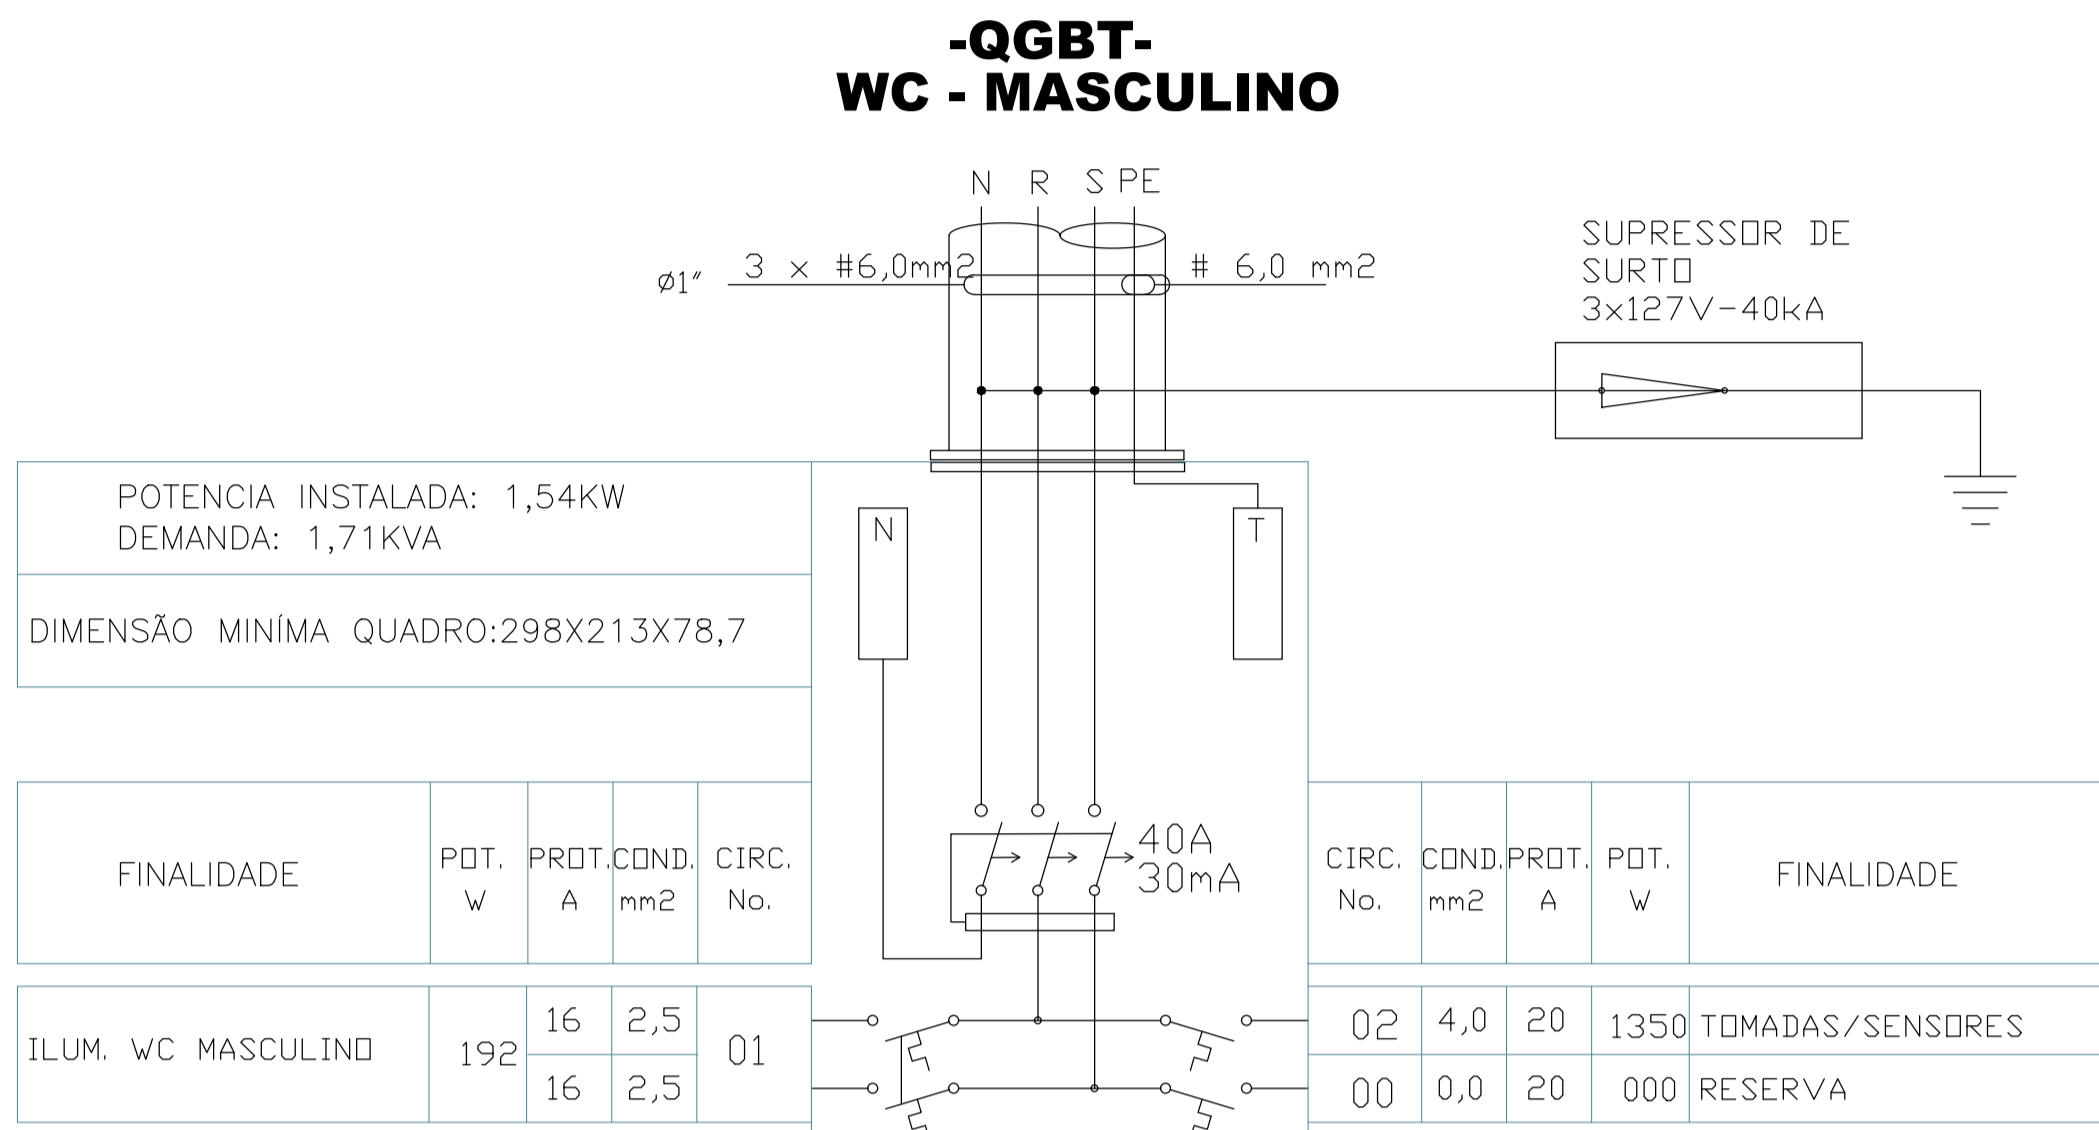 -QGBT-
WC - MASCULINO
N R S PE
ø1" 3 x #6,0mm2 # 6,0 mm2
SUPRESSOR DE
SURTO
3x127V-40kA
POTENCIA INSTALADA: 1,54KW
DEMANDA: 1,71KVA
DIMENSÃO MINÍMA QUADRO:298X213X78,7
N
T
40A
30mA
FINALIDADE POT. W PROT. A COND. mm2 CIRC. No.
CIRC. No. COND. mm2 PROT. A POT. W FINALIDADE
ILUM. WC MASCULINO 192 16 2,5 01
16 2,5
02 4,0 20 1350 TOMADAS/SENSORES
00 0,0 20 000 RESERVA